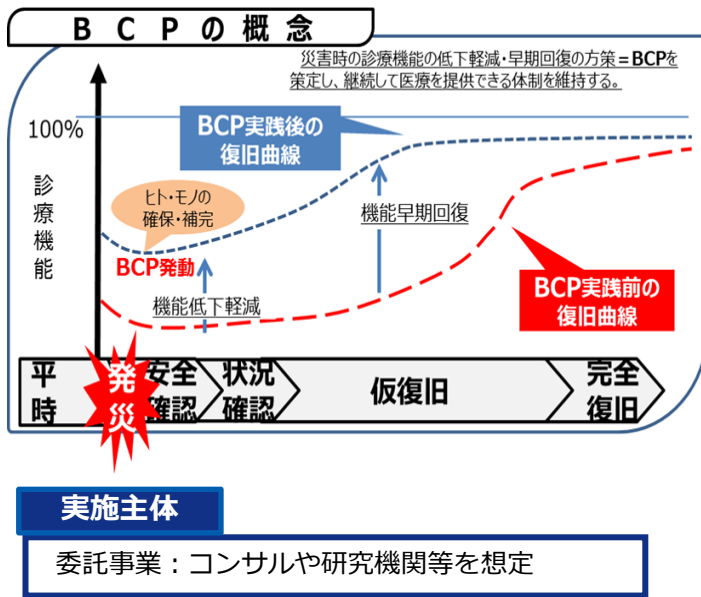 BCPの概念
災害時の診療機能の低下軽減・早期回復の方策=BCPを
策定し、継続して医療を提供できる体制を維持する。
100%
診療機能
BCP実践後の
復旧曲線
ヒト・モノの
確保・補完
BCP発動
機能低下軽減
機能早期回復
BCP実践前の
復旧曲線
平時
発災
安全確認
状況確認
仮復旧
完全復旧
実施主体
委託事業：コンサルや研究機関等を想定